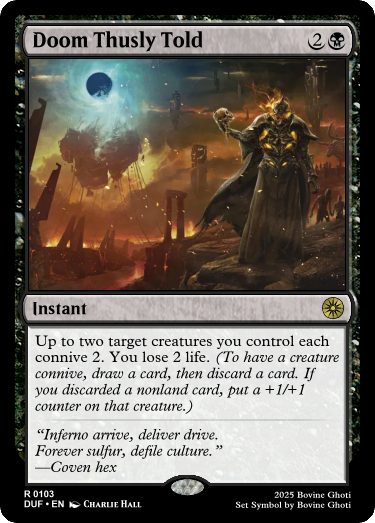 Doom Thusly Told 2
Instant
Up to two target creatures you control each
connive 2. You lose 2 life. (To have a creature
connive, draw a card, then discard a card. If
you discarded a nonland card, put a +1/+1
counter on that creature.)
“Inferno arrive, deliver drive.
Forever sulfur, defile culture.”
—Coven hex
R 0103
DUF • EN CHARLIE HALL
2025 Bovine Ghoti
Set Symbol by Bovine Ghoti